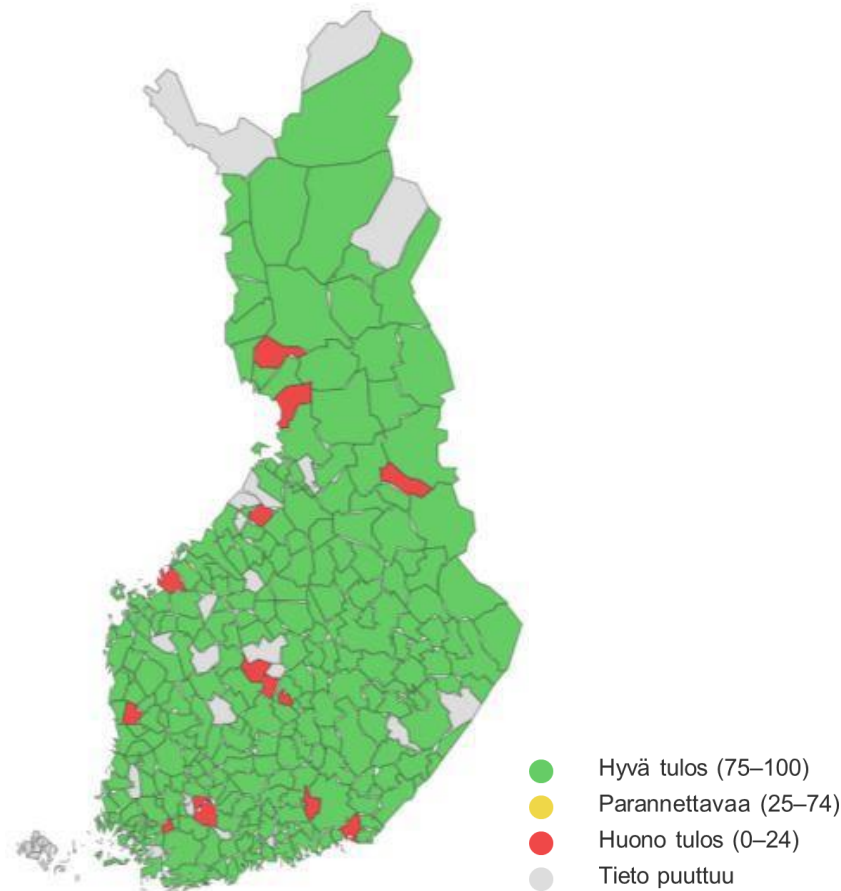 Hyvä tulos (75–100)
Parannettavaa (25–74)
Huono tulos (0–24)
Tieto puuttuu